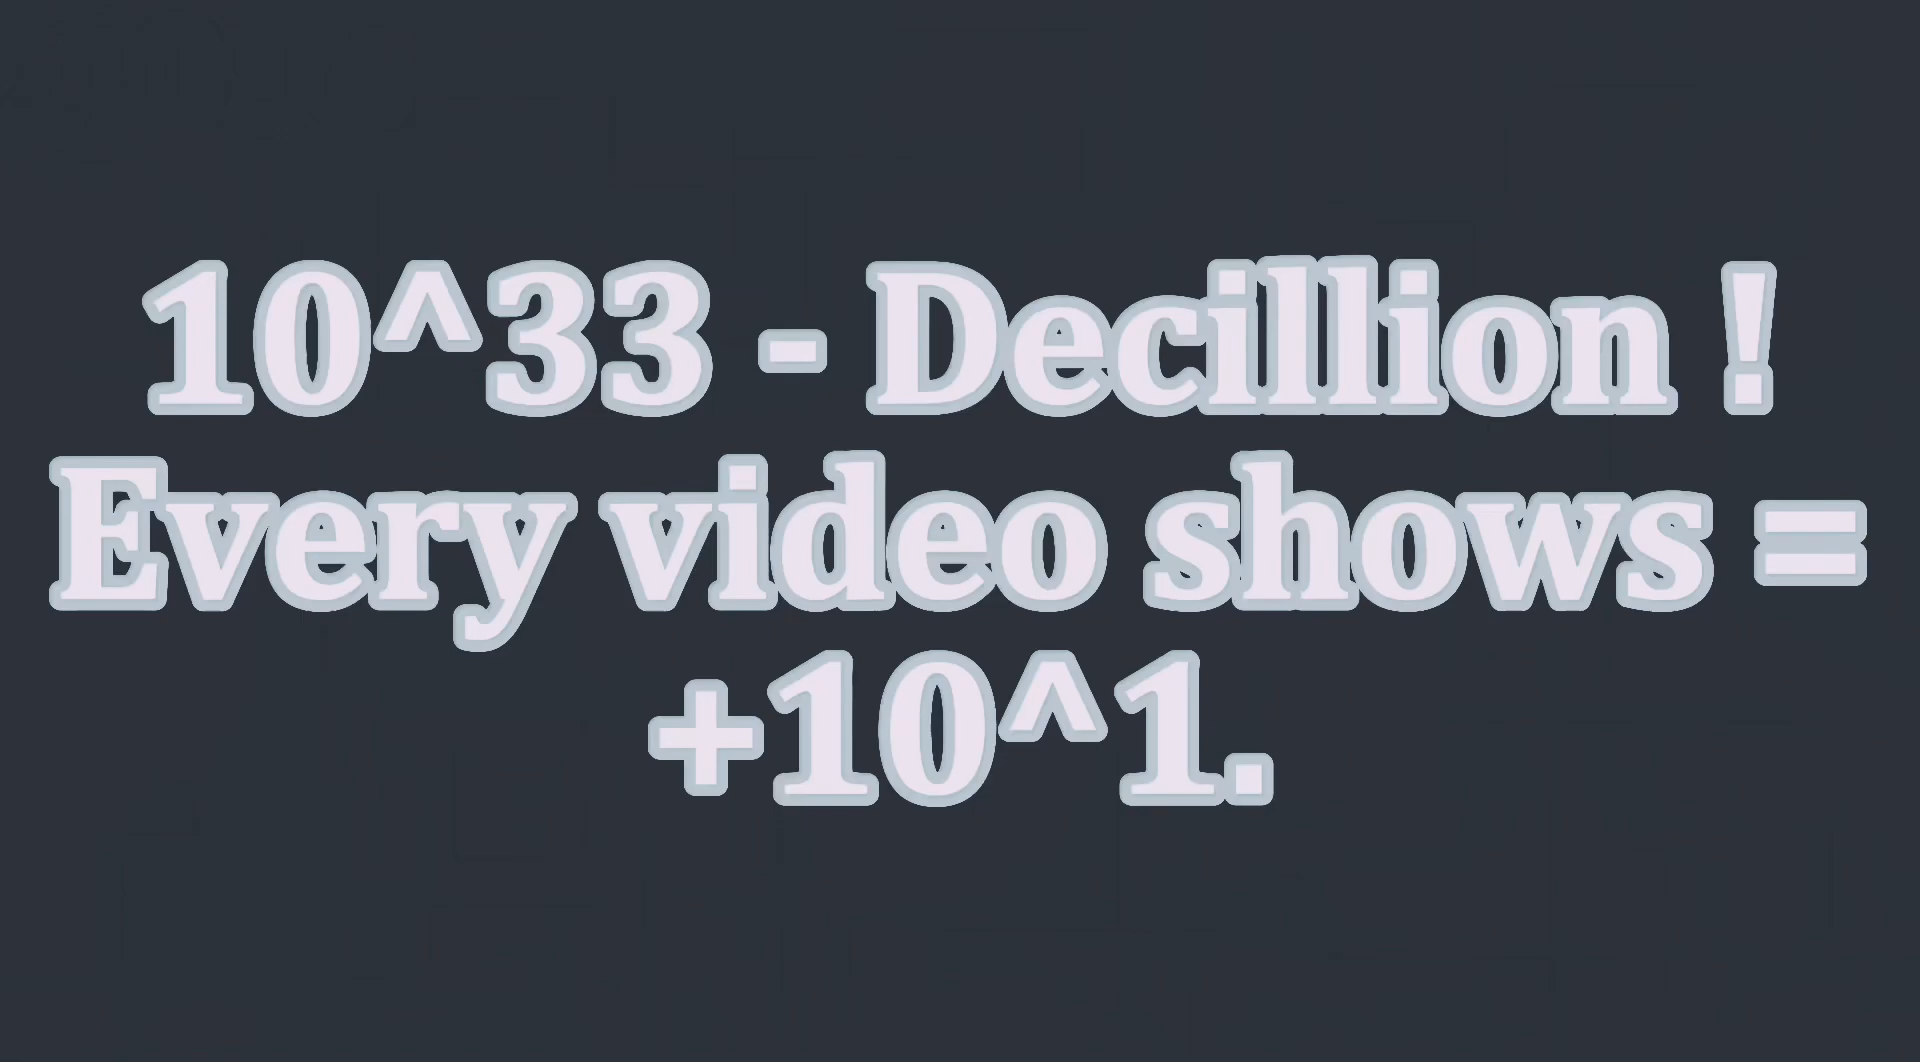 10^33 - Decillion !
Every video shows =
+10^1.